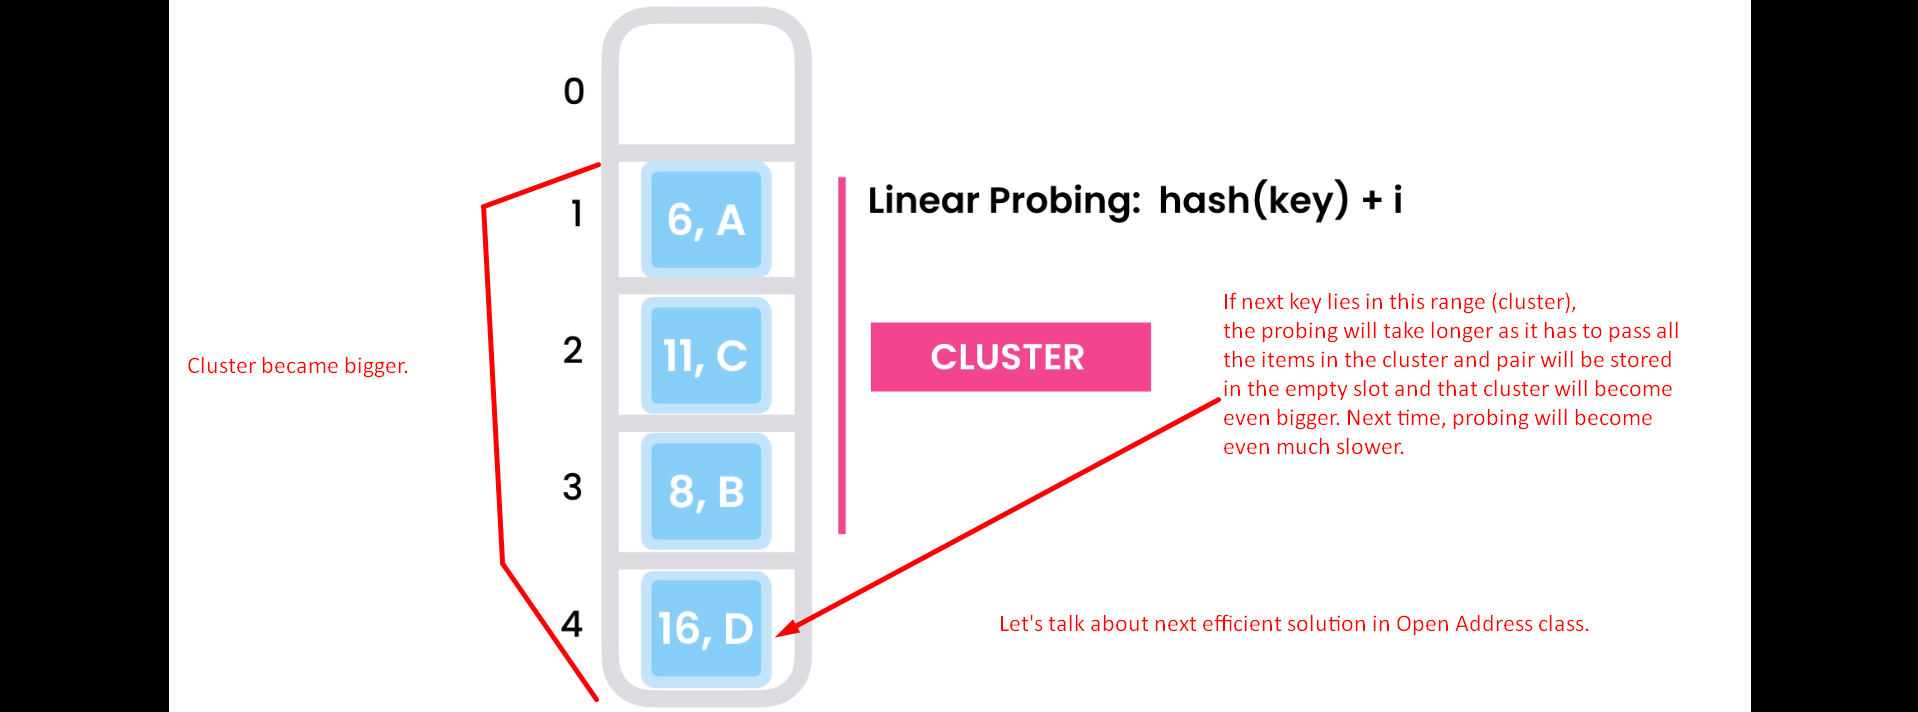 0
1
6, A
Linear Probing: hash(key) + i
2
11, C
CLUSTER
If next key lies in this range (cluster),
the probing will take longer as it has to pass all
the items in the cluster and pair will be stored
in the empty slot and that cluster will become
even bigger. Next time, probing will become
even much slower.
Cluster became bigger.
3
8, B
4
16, D
Let's talk about next efficient solution in Open Address class.